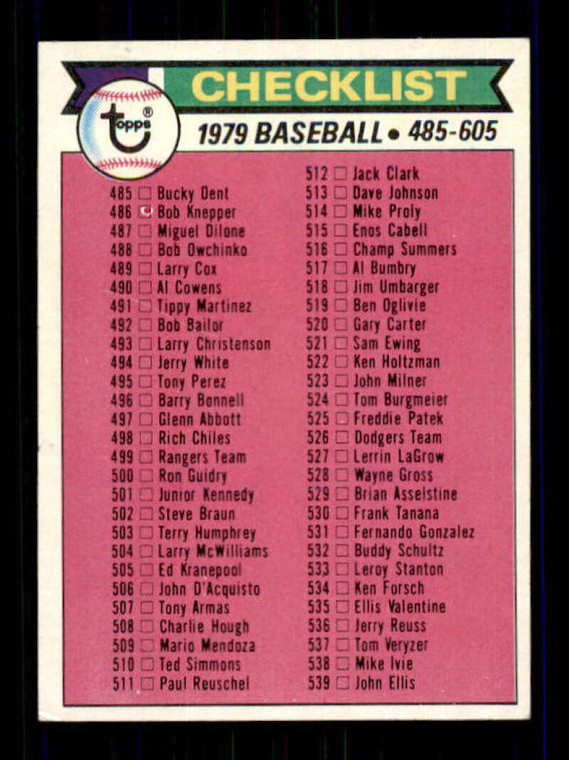 CHECKLIST
topps®
1979 BASEBALL • 485-605
485 □ Bucky Dent
486 □ Bob Knepper
487 □ Miguel Dilone
488 □ Bob Owchinko
489 □ Larry Cox
490 □ Al Cowens
491 □ Tippy Martinez
492 □ Bob Bailor
493 □ Larry Christenson
494 □ Jerry White
495 □ Tony Perez
496 □ Barry Bonnell
497 □ Glenn Abbott
498 □ Rich Chiles
499 □ Rangers Team
500 □ Ron Guidry
501 □ Junior Kennedy
502 □ Steve Braun
503 □ Terry Humphrey
504 □ Larry McWilliams
505 □ Ed Kranepool
506 □ John D'Acquisto
507 □ Tony Armas
508 □ Charlie Hough
509 □ Mario Mendoza
510 □ Ted Simmons
511 □ Paul Reuschel
512 □ Jack Clark
513 □ Dave Johnson
514 □ Mike Proly
515 □ Enos Cabell
516 □ Champ Summers
517 □ Al Bumbry
518 □ Jim Umbarger
519 □ Ben Oglivie
520 □ Gary Carter
521 □ Sam Ewing
522 □ Ken Holtzman
523 □ John Milner
524 □ Tom Burgmeier
525 □ Freddie Patek
526 □ Dodgers Team
527 □ Lerrin LaGrow
528 □ Wayne Gross
529 □ Brian Asselstine
530 □ Frank Tanana
531 □ Fernando Gonzalez
532 □ Buddy Schultz
533 □ Leroy Stanton
534 □ Ken Forsch
535 □ Ellis Valentine
536 □ Jerry Reuss
537 □ Tom Veryzer
538 □ Mike Ivie
539 □ John Ellis